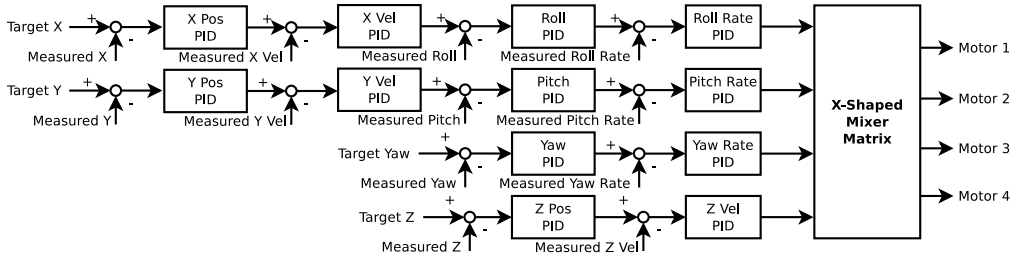 Target X
+
-
Measured X
X Pos
PID
+
-
Measured X Vel
X Vel
PID
+
-
Measured Roll
Roll
PID
+
-
Measured Roll Rate
Roll Rate
PID
Target Y
+
-
Measured Y
Y Pos
PID
+
-
Measured Y Vel
Y Vel
PID
+
-
Measured Pitch
Pitch
PID
+
-
Measured Pitch Rate
Pitch Rate
PID
Target Yaw
+
-
Measured Yaw
Yaw
PID
+
-
Measured Yaw Rate
Yaw Rate
PID
Target Z
+
-
Measured Z
Z Pos
PID
+
-
Measured Z Vel
Z Vel
PID
X-Shaped
Mixer
Matrix
Motor 1
Motor 2
Motor 3
Motor 4